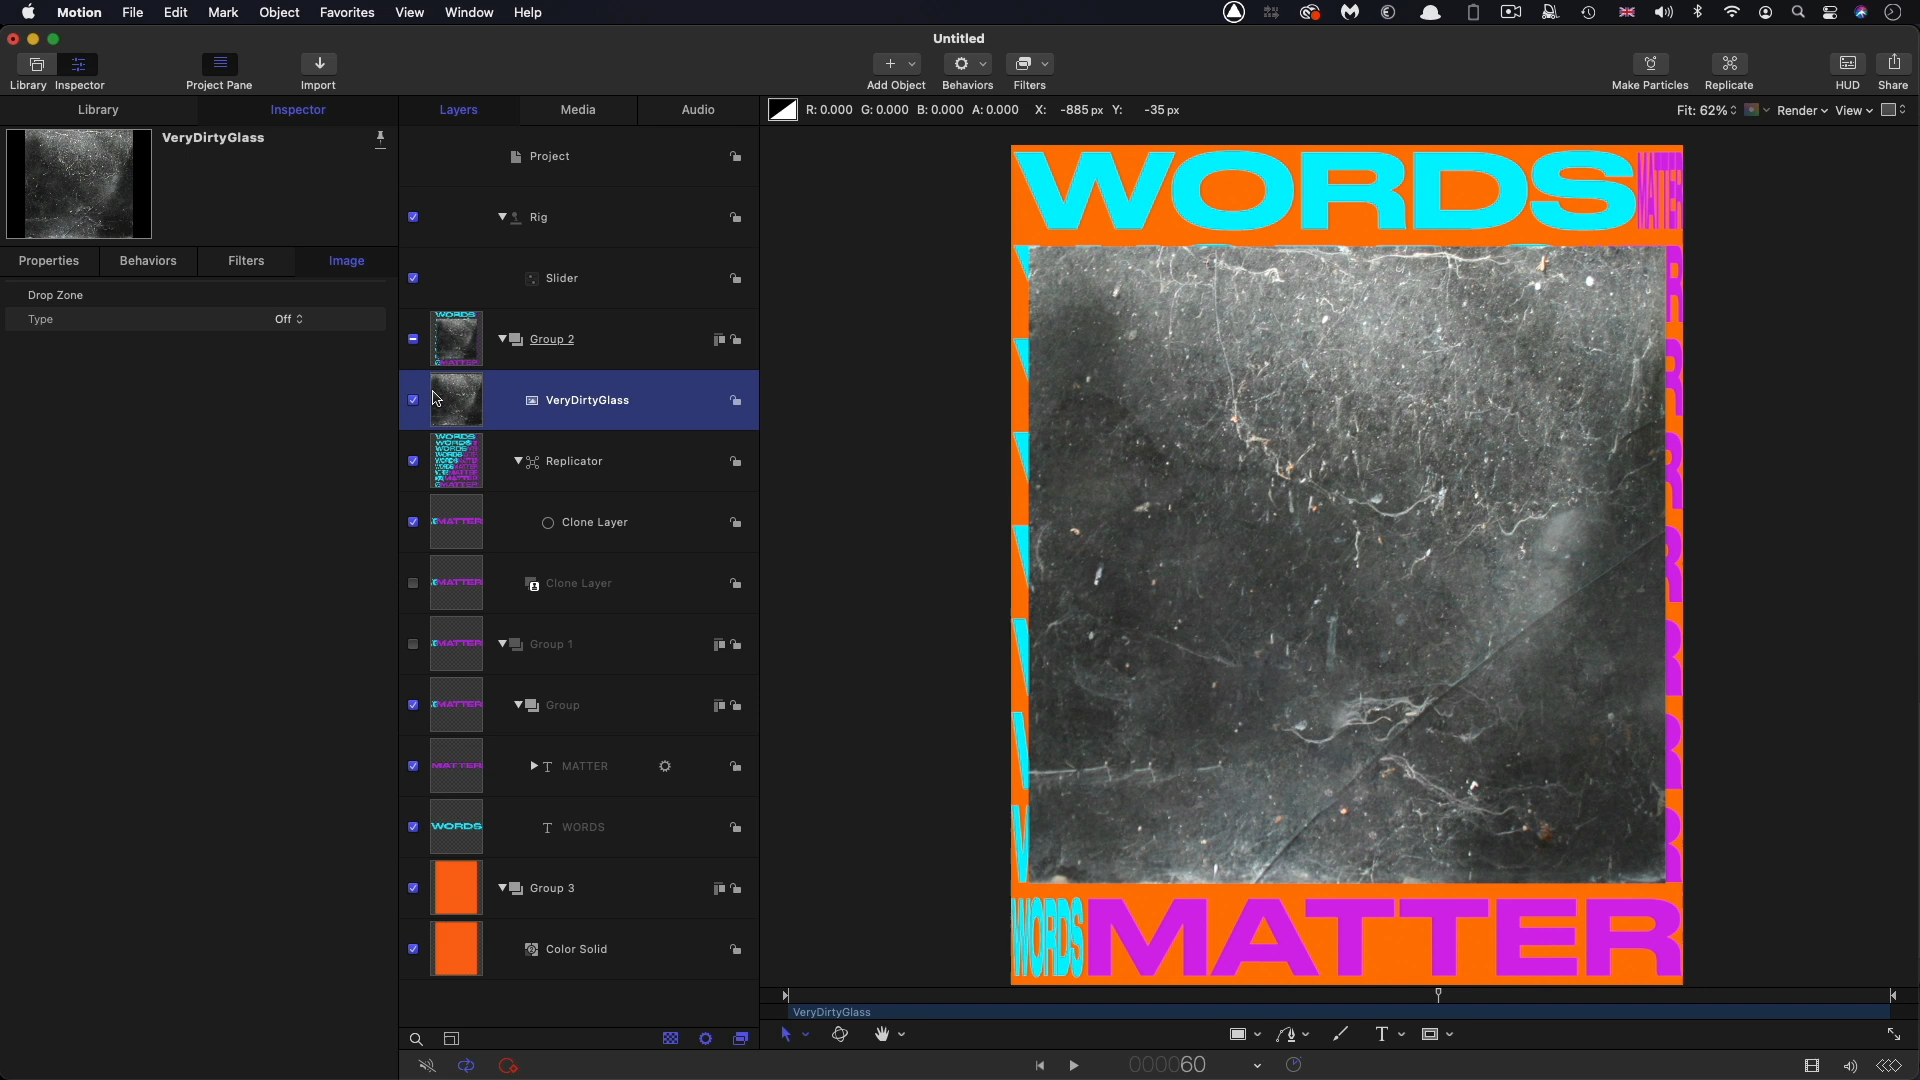 Motion File Edit Mark Object Favorites View Window Help
Untitled
Library Inspector Project Pane Import Add Object Behaviors Filters Make Particles Replicate HUD Share
Library Inspector Layers Media Audio R: 0.000 G: 0.000 B: 0.000 A: 0.000 X: -885 px Y: -35 px Fit: 62% Render View
VeryDirtyGlass
Properties Behaviors Filters Image
Drop Zone
Type Off
Project
Rig
Slider
Group 2
VeryDirtyGlass
Replicator
Clone Layer
Clone Layer
Group 1
Group
MATTER
WORDS
Group 3
Color Solid
WORDS MATTER
WORDS MATTER
VeryDirtyGlass
000060